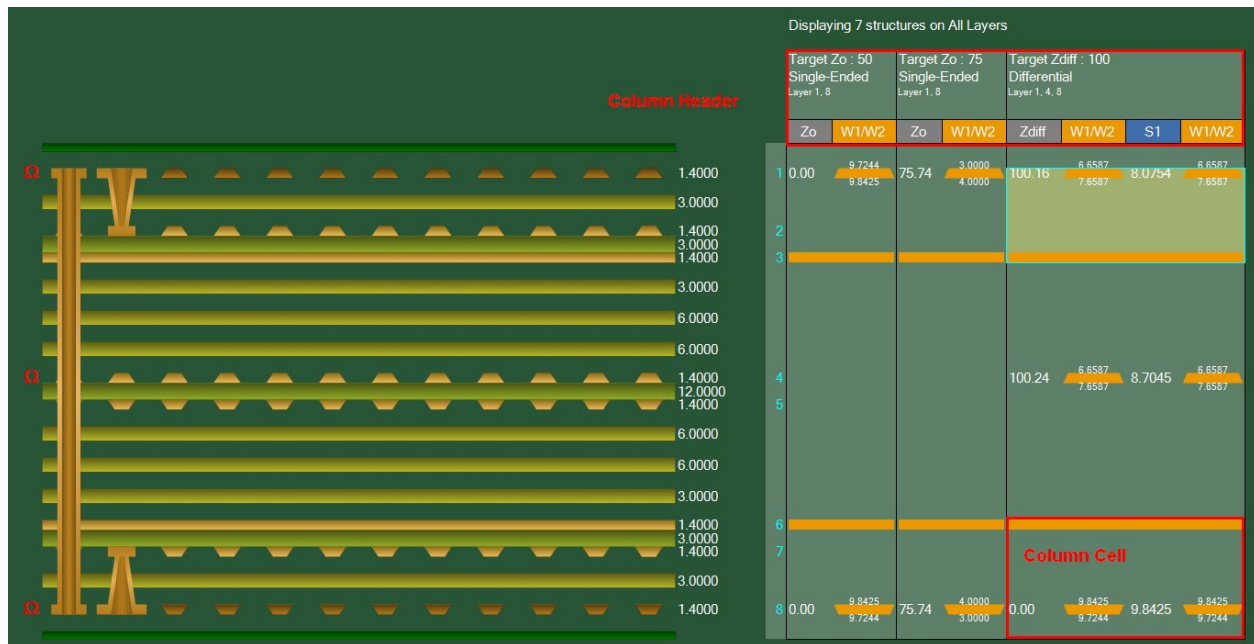 Displaying 7 structures on All Layers
Target Zo : 50 Target Zo : 75 Target Zdiff : 100
Single-Ended Single-Ended Differential
Layer 1, 8 Layer 1, 8 Layer 1, 4, 8
Column Header
Zo W1/W2 Zo W1/W2 Zdiff W1/W2 S1 W1/W2
9.7244 3.0000 6.6587 6.6587
Ω 1.4000 1 0.00 75.74 100.16 8.0754
9.8425 4.0000 7.6587 7.6587
3.0000
1.4000 2
3.0000
1.4000 3
3.0000
6.0000
6.0000
6.6587 6.6587
Ω 1.4000 4 100.24 8.7045
7.6587 7.6587
12.0000
1.4000 5
6.0000
6.0000
3.0000
1.4000 6
3.0000
1.4000 7
Column Cell
3.0000
9.8425 4.0000 9.8425 9.8425
Ω 1.4000 8 0.00 75.74 0.00 9.8425
9.7244 3.0000 9.7244 9.7244